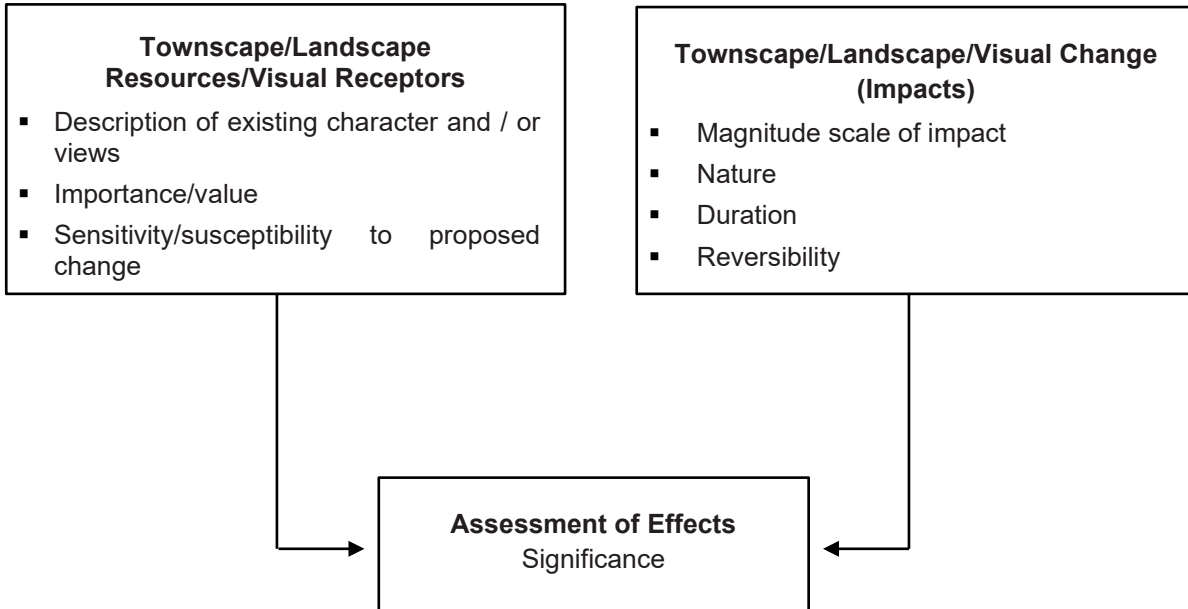 Townscape/Landscape
Resources/Visual Receptors
▪ Description of existing character and / or
views
▪ Importance/value
▪ Sensitivity/susceptibility to proposed
change
Townscape/Landscape/Visual Change
(Impacts)
▪ Magnitude scale of impact
▪ Nature
▪ Duration
▪ Reversibility
Assessment of Effects
Significance